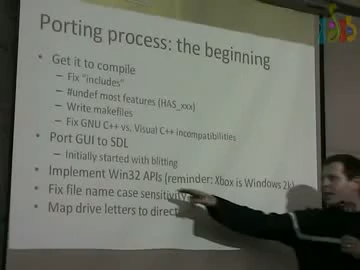 Porting process: the beginning
• Get it to compile
– Fix "includes"
– #undef most features (HAS_xxx)
– Write makefiles
– Fix GNU C++ vs. Visual C++ incompatibilities
• Port GUI to SDL
– Initially started with blitting
• Implement Win32 APIs (reminder: Xbox is Windows 2k)
• Fix file name case sensitivity
• Map drive letters to direct